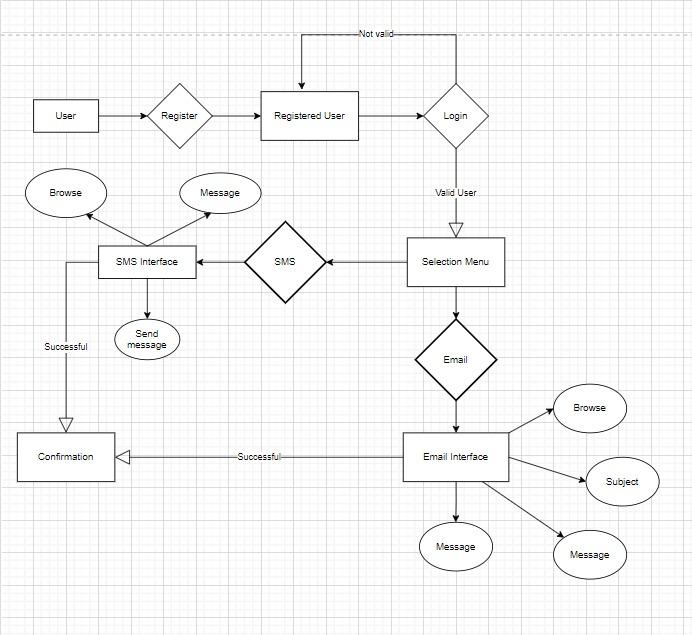 Not valid
User
Register
Registered User
Login
Browse
Message
Valid User
SMS Interface
SMS
Selection Menu
Send
message
Successful
Email
Browse
Confirmation
Successful
Email Interface
Subject
Message
Message